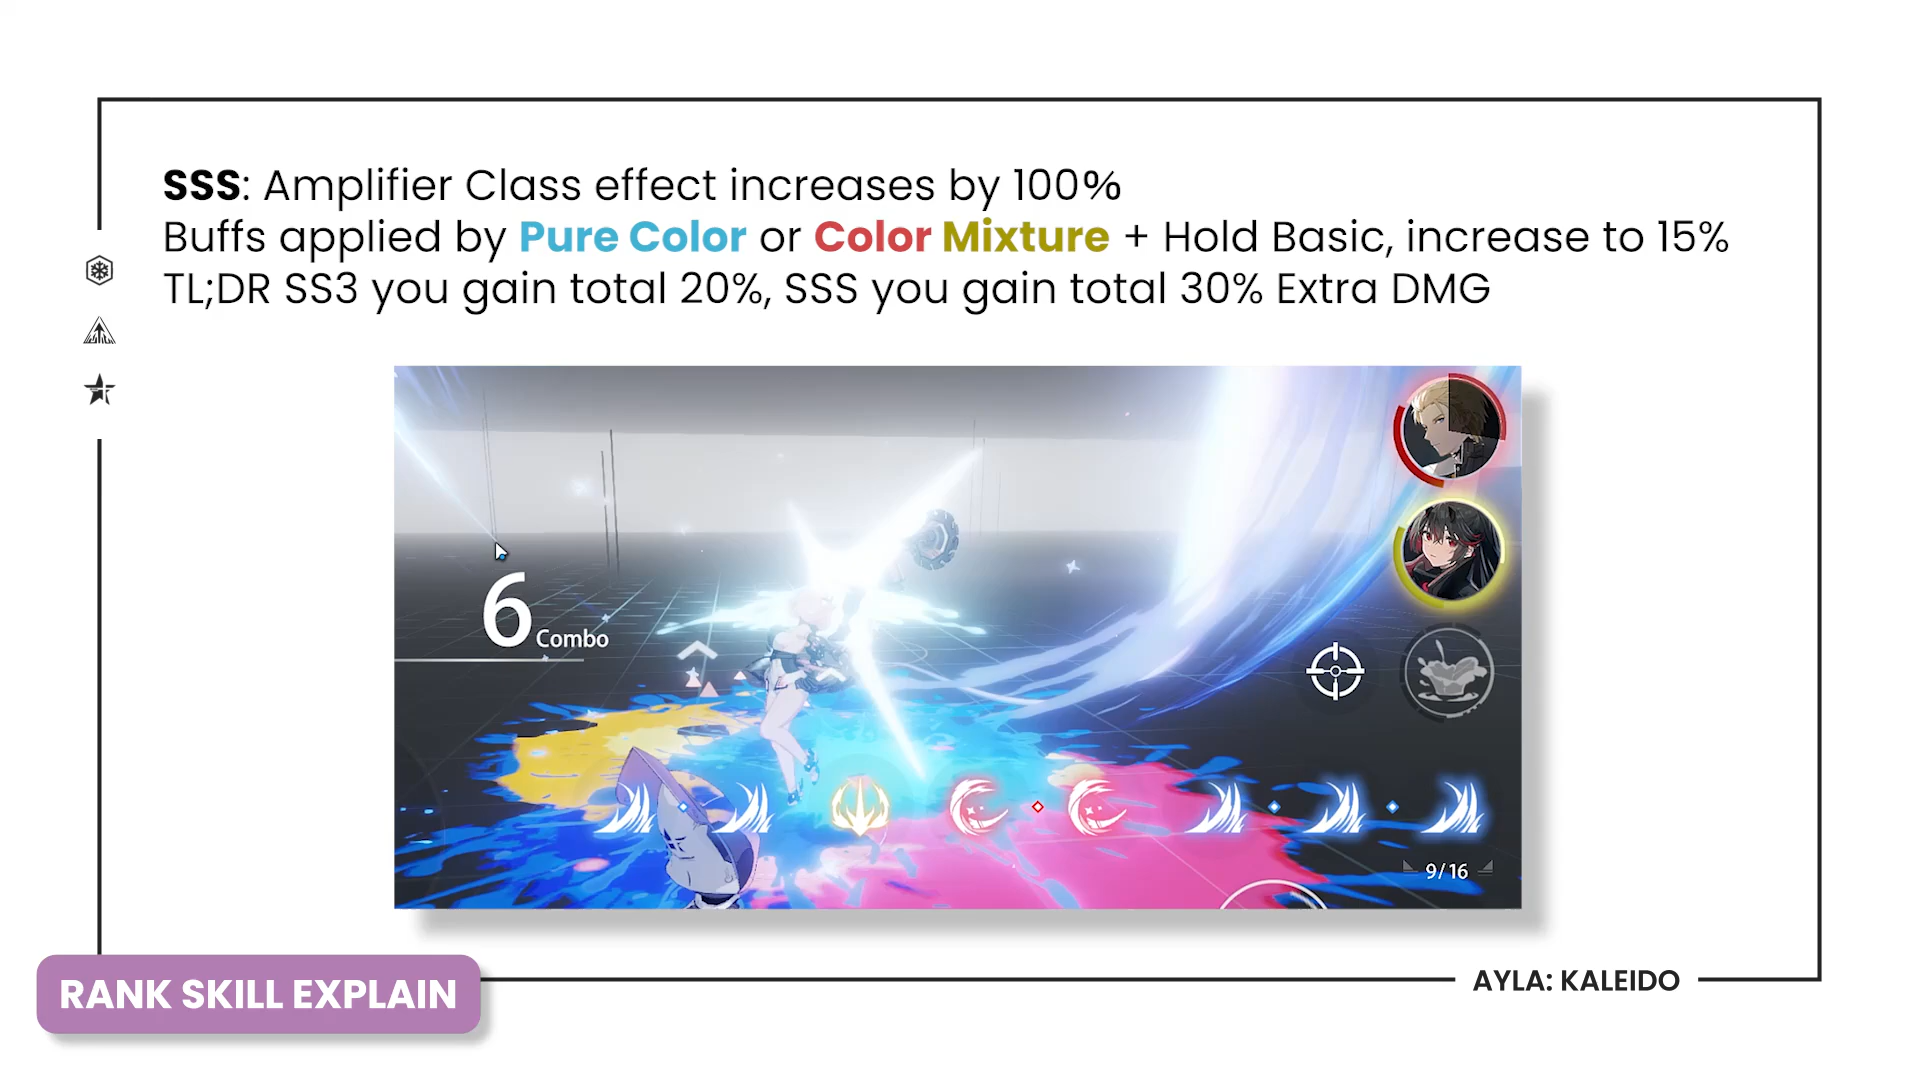 SSS: Amplifier Class effect increases by 100%
Buffs applied by Pure Color or Color Mixture + Hold Basic, increase to 15%
TL;DR SS3 you gain total 20%, SSS you gain total 30% Extra DMG
6 Combo
9/16
RANK SKILL EXPLAIN
AYLA: KALEIDO